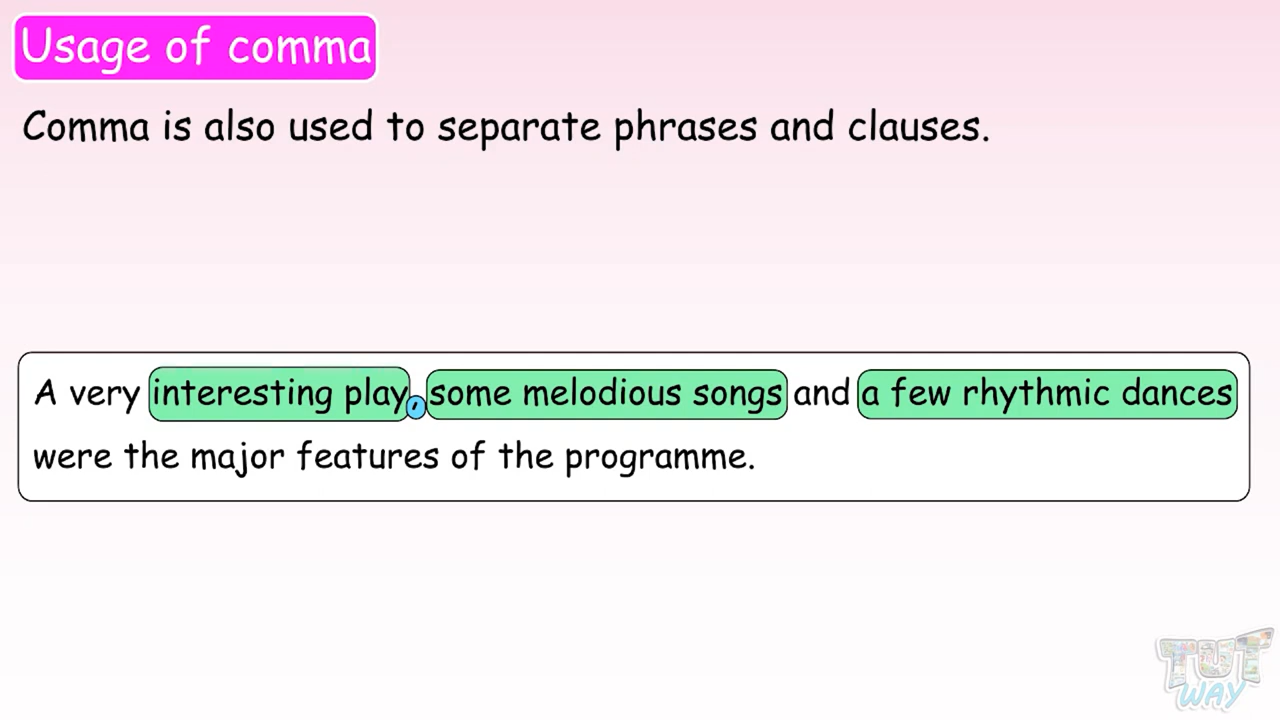 Usage of comma
Comma is also used to separate phrases and clauses.
A very interesting play, some melodious songs and a few rhythmic dances
were the major features of the programme.
TUT
WAY